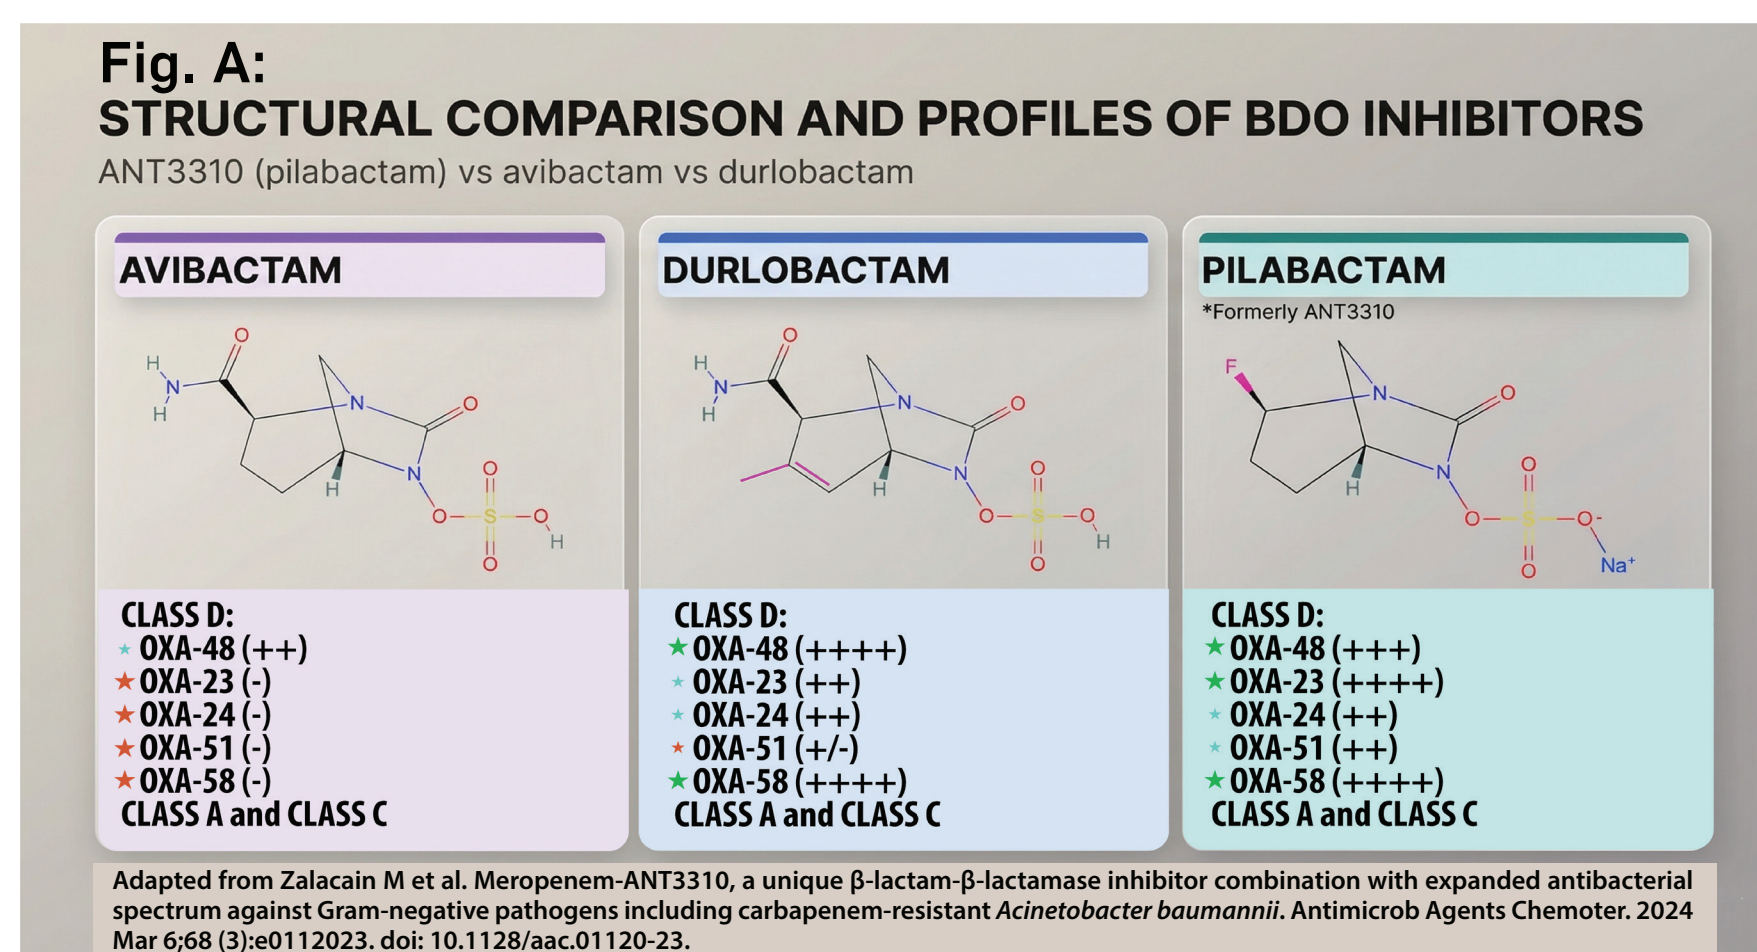 Fig. A:
STRUCTURAL COMPARISON AND PROFILES OF BDO INHIBITORS
ANT3310 (pilabactam) vs avibactam vs durlobactam
AVIBACTAM
H
N
H
O
N
O
H
N
O
O
S
O
O
H
CLASS D:
OXA-48 (++)
OXA-23 (-)
OXA-24 (-)
OXA-51 (-)
OXA-58 (-)
CLASS A and CLASS C
DURLOBACTAM
H
N
H
O
N
O
H
N
O
O
S
O
O
H
CLASS D:
OXA-48 (++++)
OXA-23 (++)
OXA-24 (++)
OXA-51 (+/-)
OXA-58 (++++)
CLASS A and CLASS C
PILABACTAM
*Formerly ANT3310
F
N
O
H
N
O
O
S
O
O-
Na+
CLASS D:
OXA-48 (+++)
OXA-23 (++++)
OXA-24 (++)
OXA-51 (++)
OXA-58 (++++)
CLASS A and CLASS C
Adapted from Zalacain M et al. Meropenem-ANT3310, a unique β-lactam-β-lactamase inhibitor combination with expanded antibacterial
spectrum against Gram-negative pathogens including carbapenem-resistant Acinetobacter baumannii. Antimicrob Agents Chemoter. 2024
Mar 6;68 (3):e0112023. doi: 10.1128/aac.01120-23.